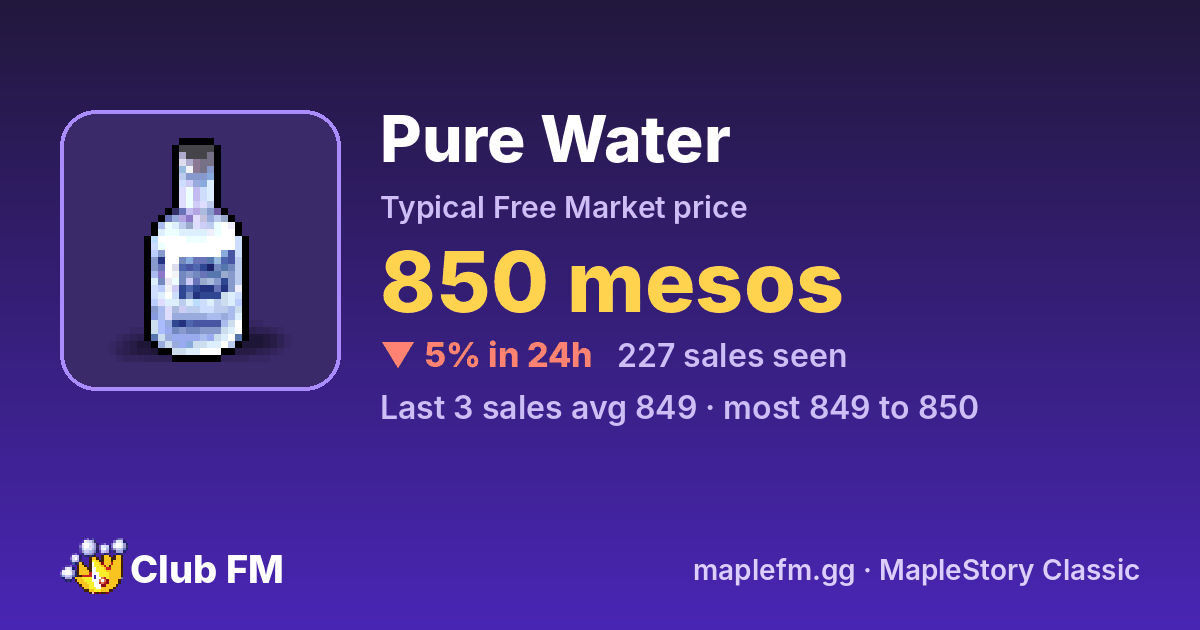 Pure Water
Typical Free Market price
850 mesos
▼ 5% in 24h 227 sales seen
Last 3 sales avg 849 · most 849 to 850
Club FM
maplefm.gg · MapleStory Classic